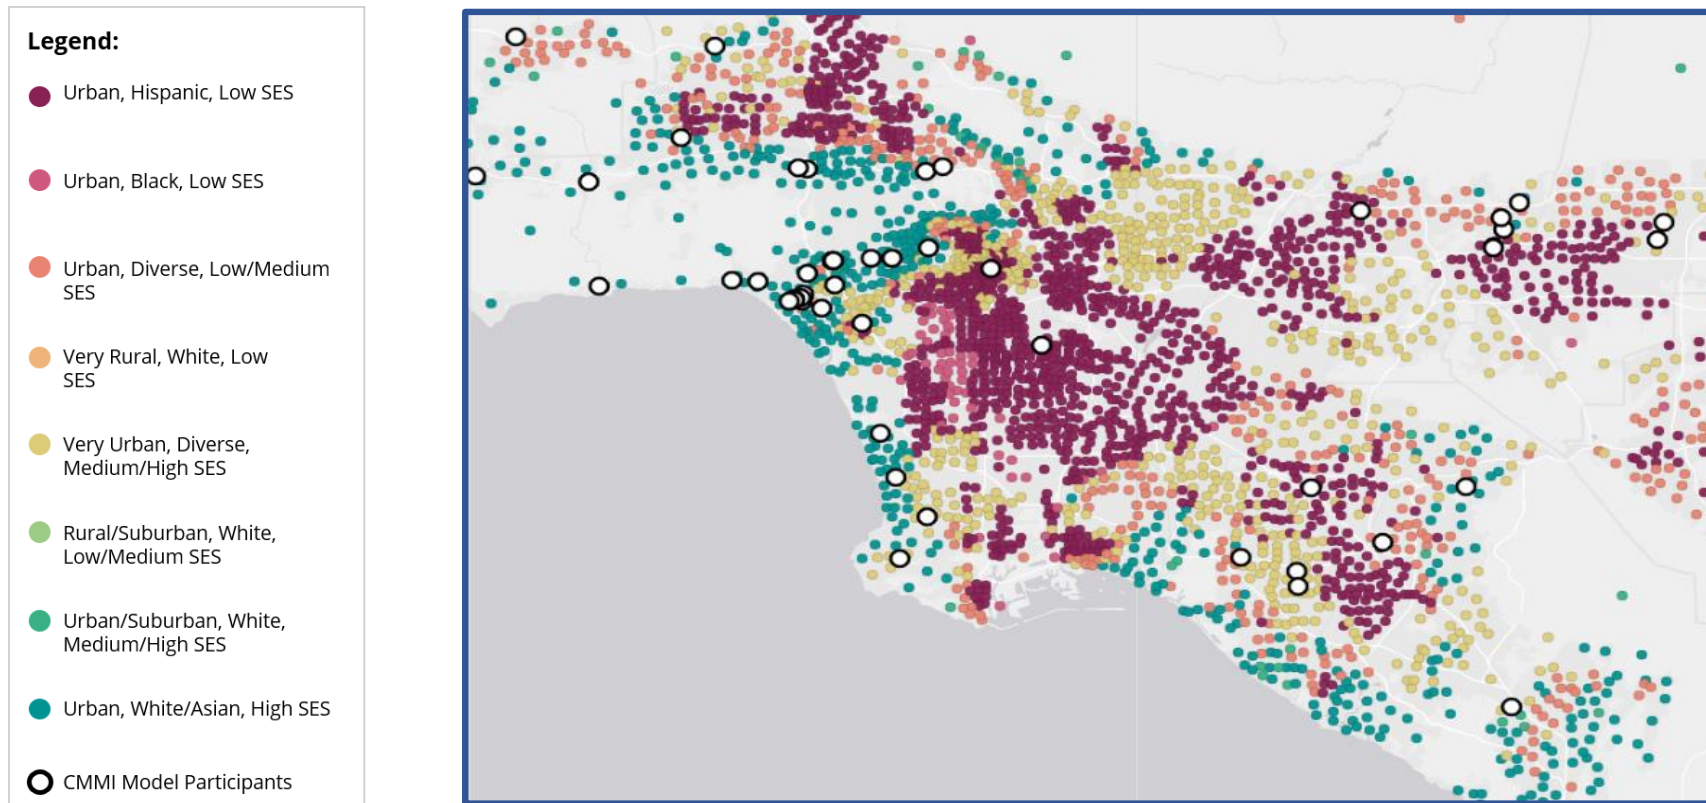 Legend:
Urban, Hispanic, Low SES
Urban, Black, Low SES
Urban, Diverse, Low/Medium
SES
Very Rural, White, Low
SES
Very Urban, Diverse,
Medium/High SES
Rural/Suburban, White,
Low/Medium SES
Urban/Suburban, White,
Medium/High SES
Urban, White/Asian, High SES
CMMI Model Participants